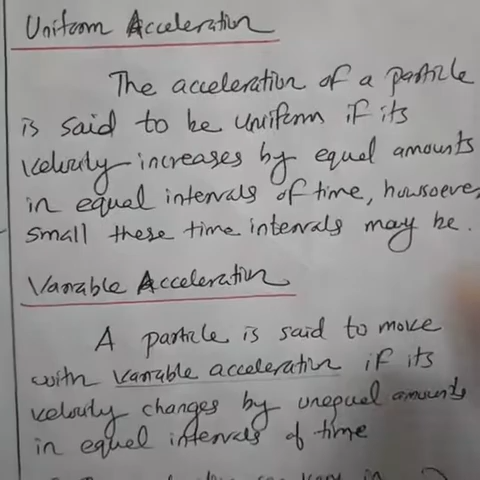 Uniform Acceleration
The acceleration of a particle
is said to be uniform if its
velocity increases by equal amounts
in equal intervals of time, howsoever
small these time intervals may be.
Variable Acceleration
A particle is said to move
with variable acceleration if its
velocity changes by unequal amounts
in equal intervals of time